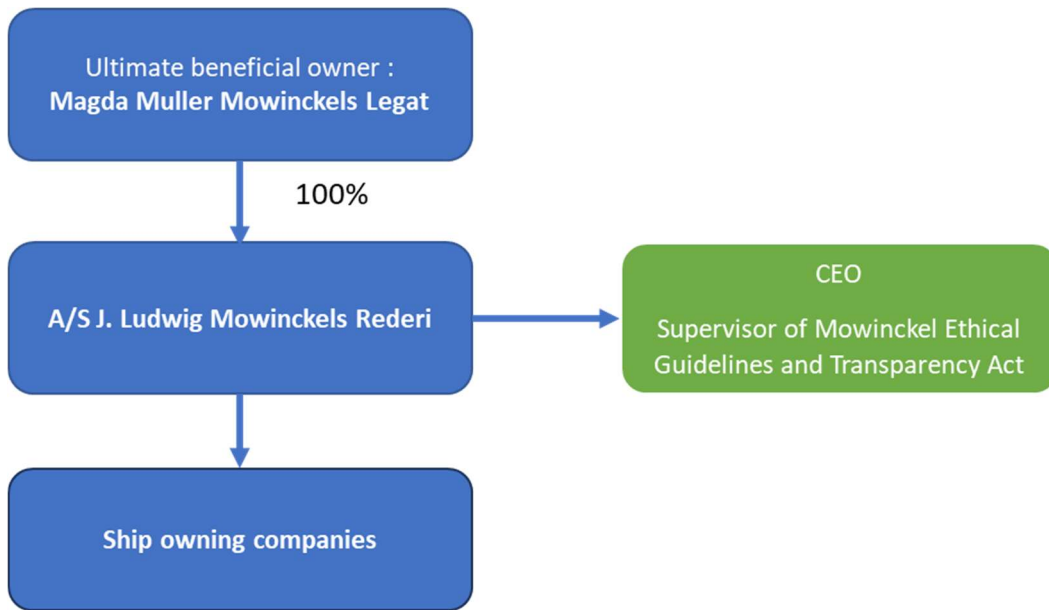 Ultimate beneficial owner :
Magda Muller Mowinckels Legat
100%
A/S J. Ludwig Mowinckels Rederi
CEO
Supervisor of Mowinckel Ethical
Guidelines and Transparency Act
Ship owning companies